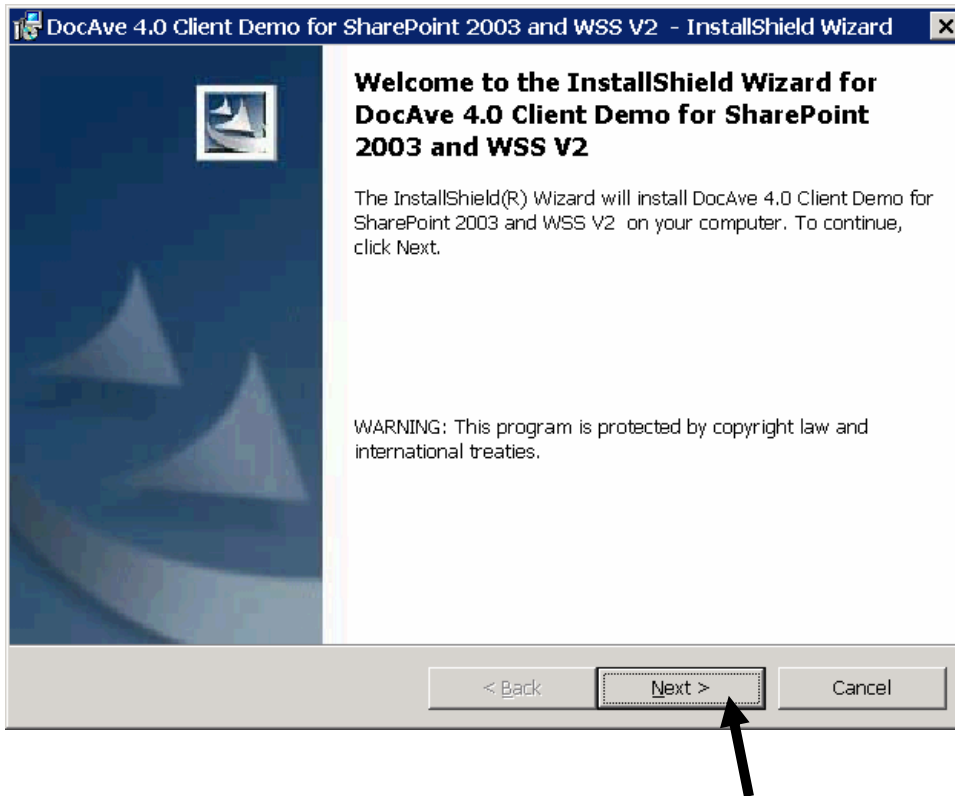 DocAve 4.0 Client Demo for SharePoint 2003 and WSS V2 - InstallShield Wizard
Welcome to the InstallShield Wizard for
DocAve 4.0 Client Demo for SharePoint
2003 and WSS V2
The InstallShield(R) Wizard will install DocAve 4.0 Client Demo for
SharePoint 2003 and WSS V2 on your computer. To continue,
click Next.
WARNING: This program is protected by copyright law and
international treaties.
< Back
Next >
Cancel